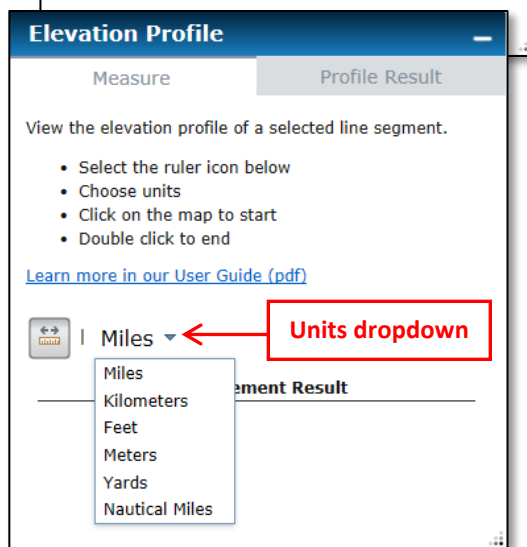 Elevation Profile
Measure
Profile Result
View the elevation profile of a selected line segment.
• Select the ruler icon below
• Choose units
• Click on the map to start
• Double click to end
Learn more in our User Guide (pdf)
| Miles
Units dropdown
Miles
Kilometers
ement Result
Feet
Meters
Yards
Nautical Miles